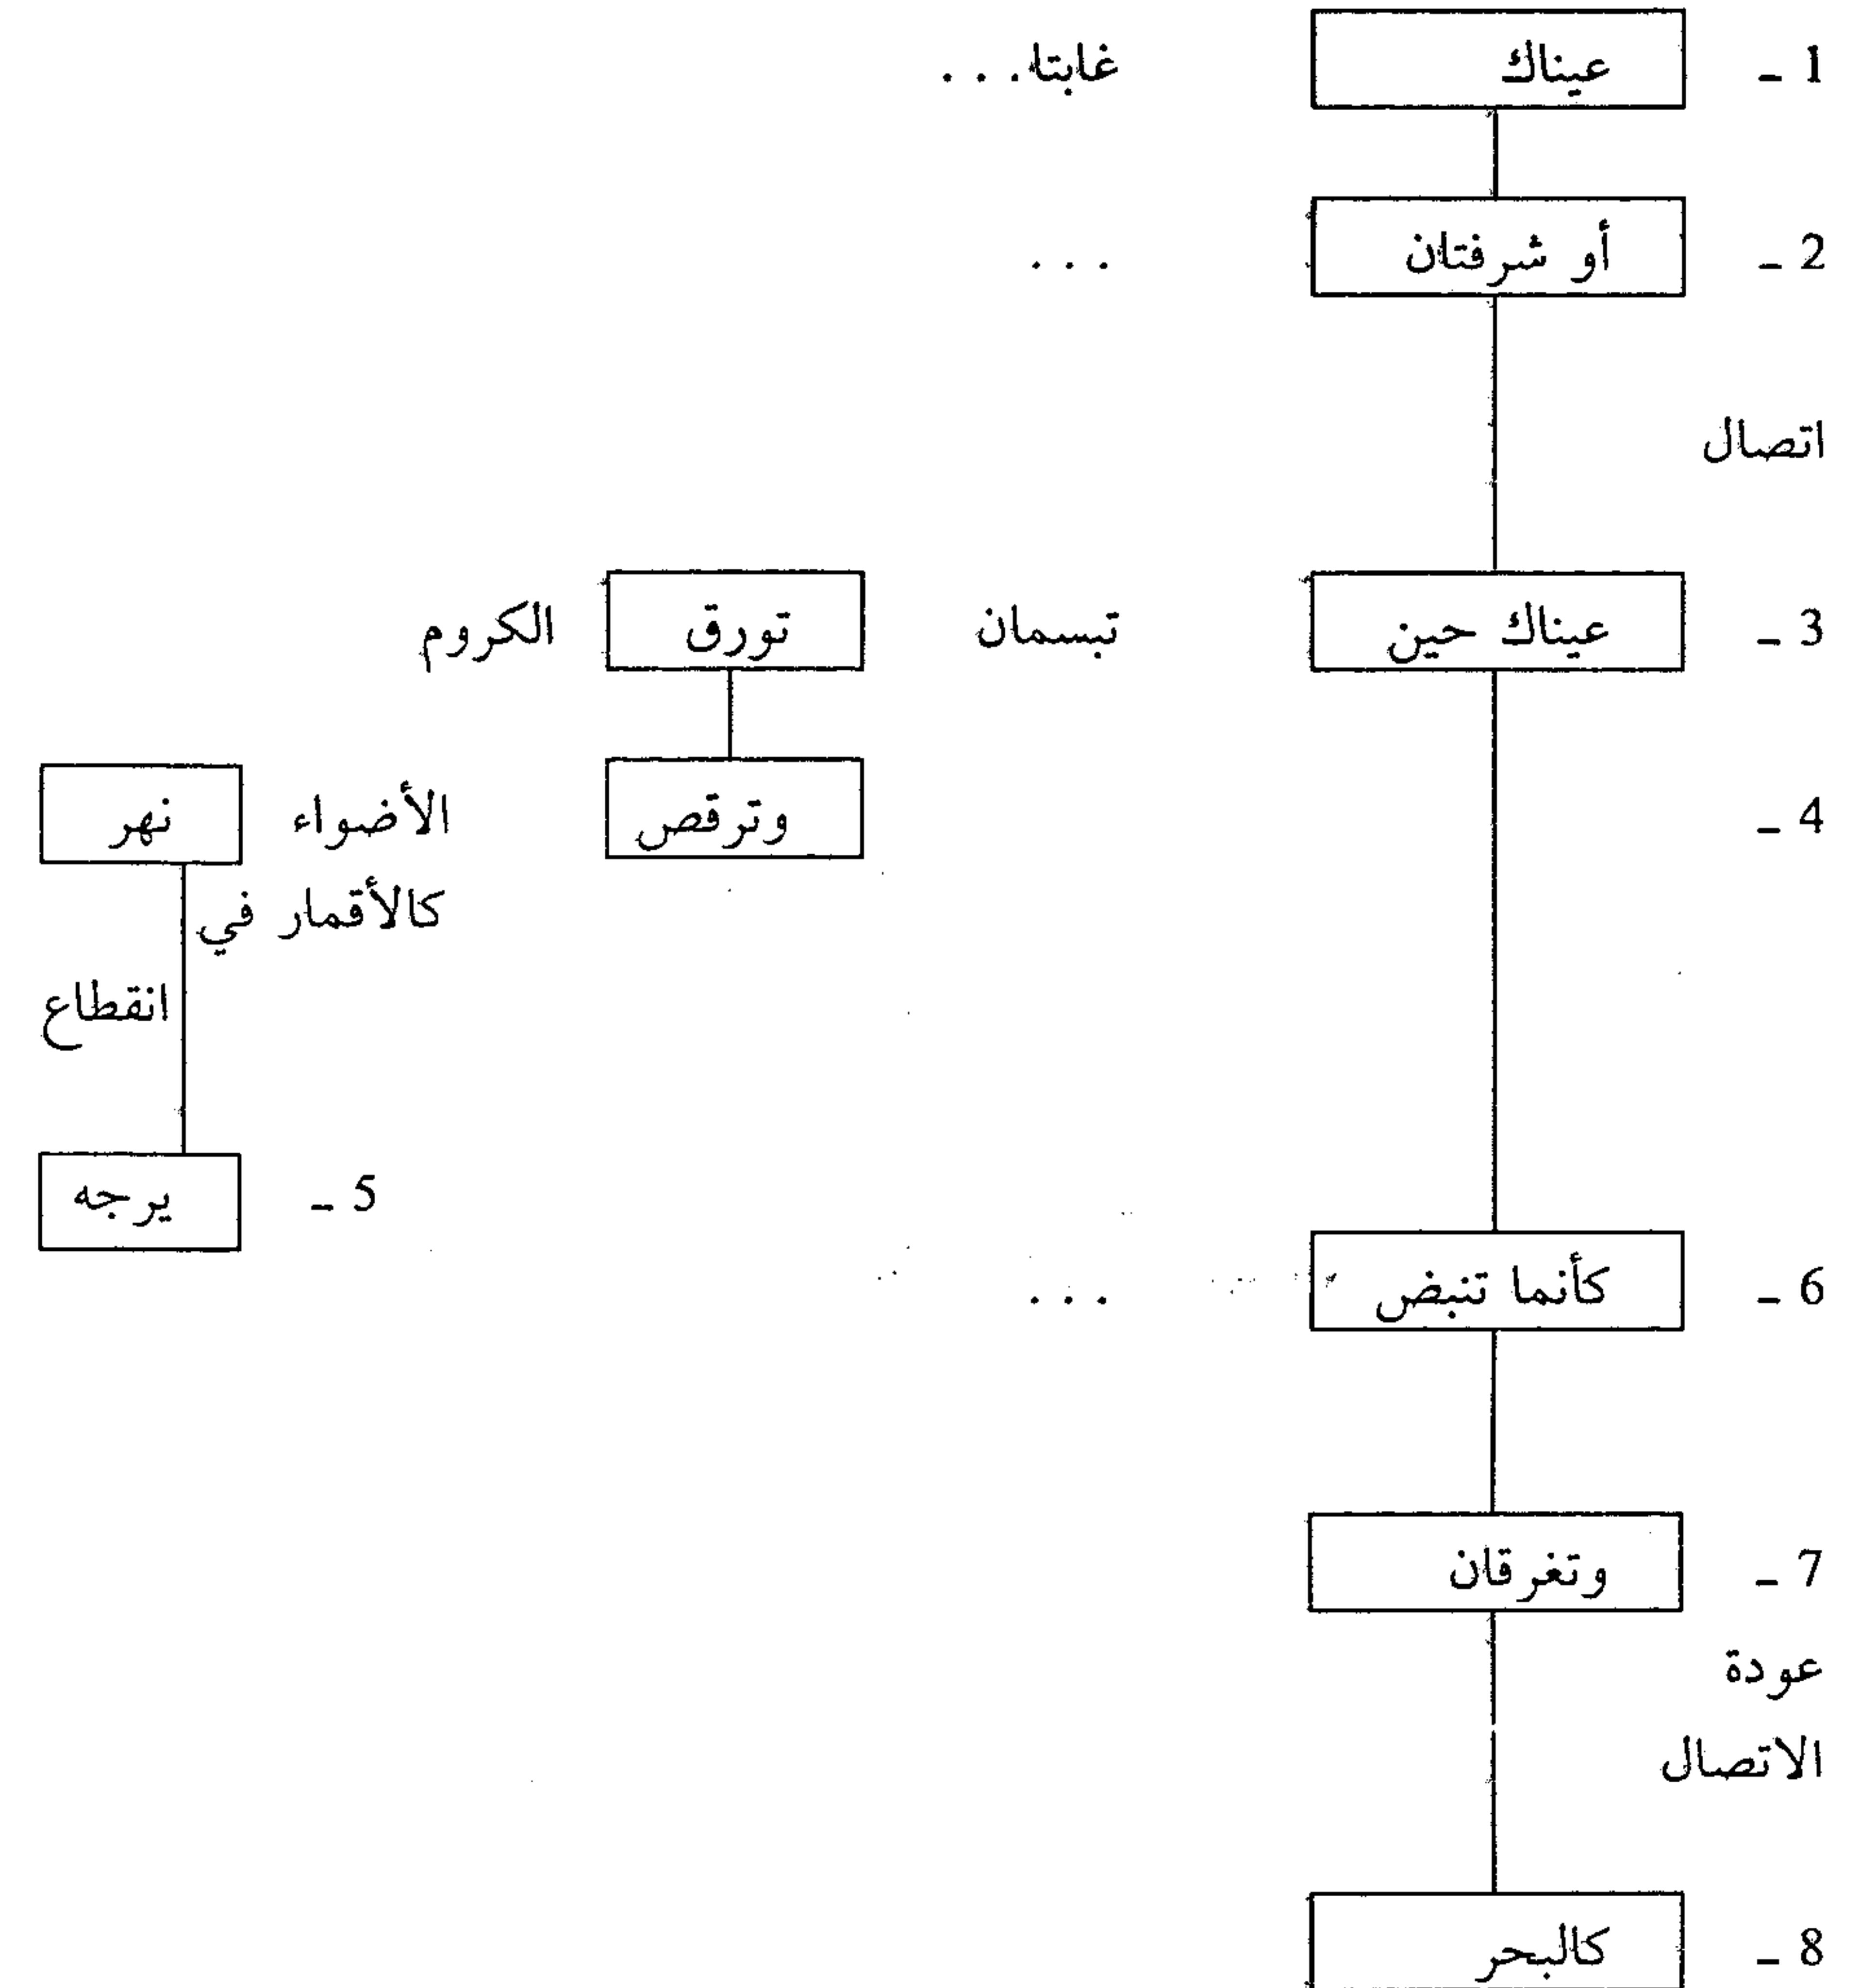 1 ـ عيناك غابتا...
2 ـ أو شرفتان ...
اتصال
3 ـ عيناك حين تبسمان تورق الكروم
4 ـ وترقص الأضواء نهر
كالأقمار في
انقطاع
5 ـ يرجه
6 ـ كأنما تنبض ...
7 ـ وتغرقان
عودة
الاتصال
8 ـ كالبحر